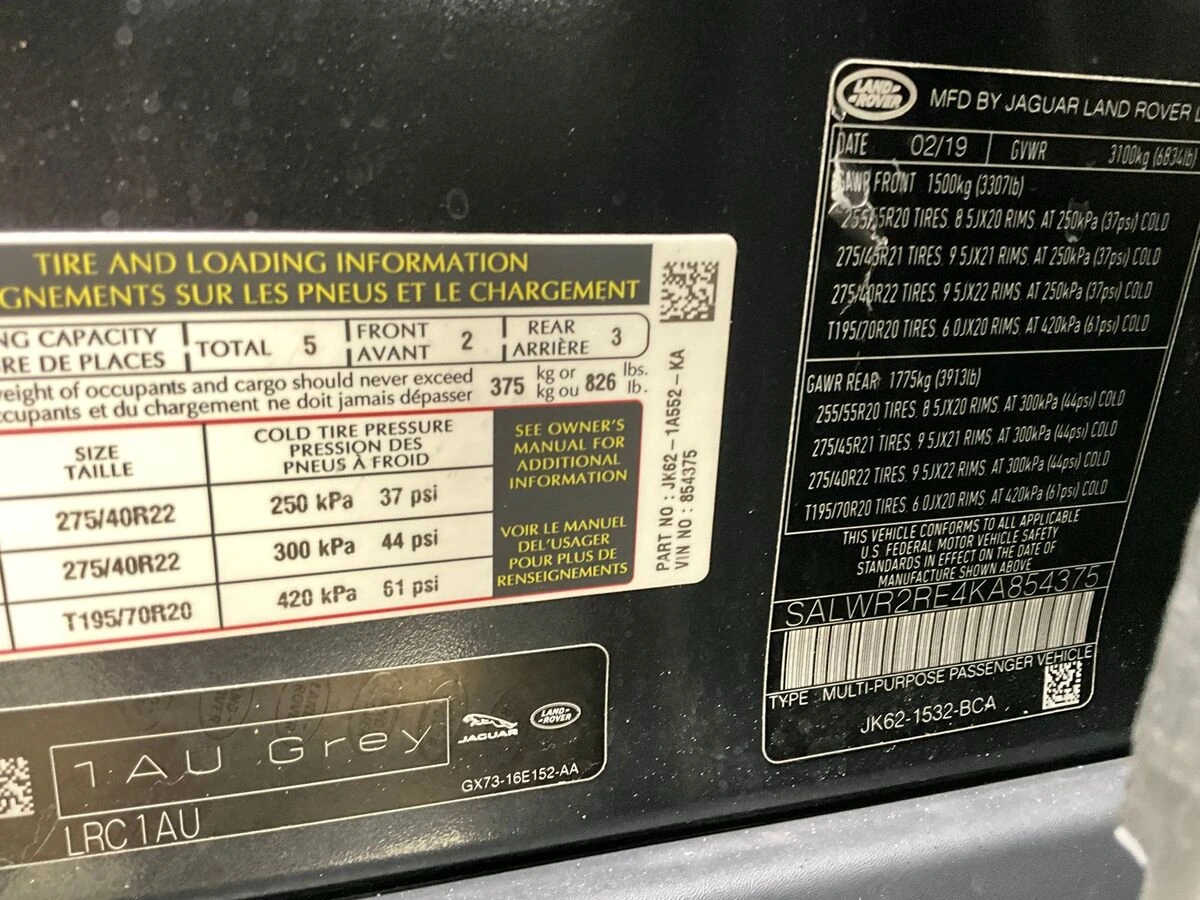 TIRE AND LOADING INFORMATION
GNEMENTS SUR LES PNEUS ET LE CHARGEMENT
NG CAPACITY
RE DE PLACES
TOTAL 5
FRONT
AVANT 2
REAR
ARRIÈRE 3
eight of occupants and cargo should never exceed
ccupants et du chargement ne doit jamais dépasser
375 kg or
kg ou 826 lbs.
lb.
SIZE
TAILLE
COLD TIRE PRESSURE
PRESSION DES
PNEUS À FROID
275/40R22 250 kPa 37 psi
275/40R22 300 kPa 44 psi
T195/70R20 420 kPa 61 psi
SEE OWNER'S
MANUAL FOR
ADDITIONAL
INFORMATION
VOIR LE MANUEL
DEL'USAGER
POUR PLUS DE
RENSEIGNEMENTS
PART NO : JK62-1A552-KA
VIN NO : 854375
1AU Grey
JAGUAR
LAND-
-ROVER
GX73-16E152-AA
LRC1AU
LAND-
-ROVER
MFD BY JAGUAR LAND ROVER L
DATE 02/19 GVWR 3100kg (6834lb)
GAWR FRONT 1500kg (3307lb)
255/55R20 TIRES 8 5JX20 RIMS AT 250kPa (37psi) COLD
275/45R21 TIRES 9 5JX21 RIMS AT 250kPa (37psi) COLD
275/40R22 TIRES 9 5JX22 RIMS AT 250kPa (37psi) COLD
T195/70R20 TIRES 6 0JX20 RIMS AT 420kPa (61psi) COLD
GAWR REAR 1775kg (3913lb)
255/55R20 TIRES 8 5JX20 RIMS AT 300kPa (44psi) COLD
275/45R21 TIRES 9 5JX21 RIMS AT 300kPa (44psi) COLD
275/40R22 TIRES 9 5JX22 RIMS AT 300kPa (44psi) COLD
T195/70R20 TIRES 6 0JX20 RIMS AT 420kPa (61psi) COLD
THIS VEHICLE CONFORMS TO ALL APPLICABLE
U.S. FEDERAL MOTOR VEHICLE SAFETY
STANDARDS IN EFFECT ON THE DATE OF
MANUFACTURE SHOWN ABOVE
SALWR2RE4KA854375
TYPE MULTI-PURPOSE PASSENGER VEHICLE
JK62-1532-BCA